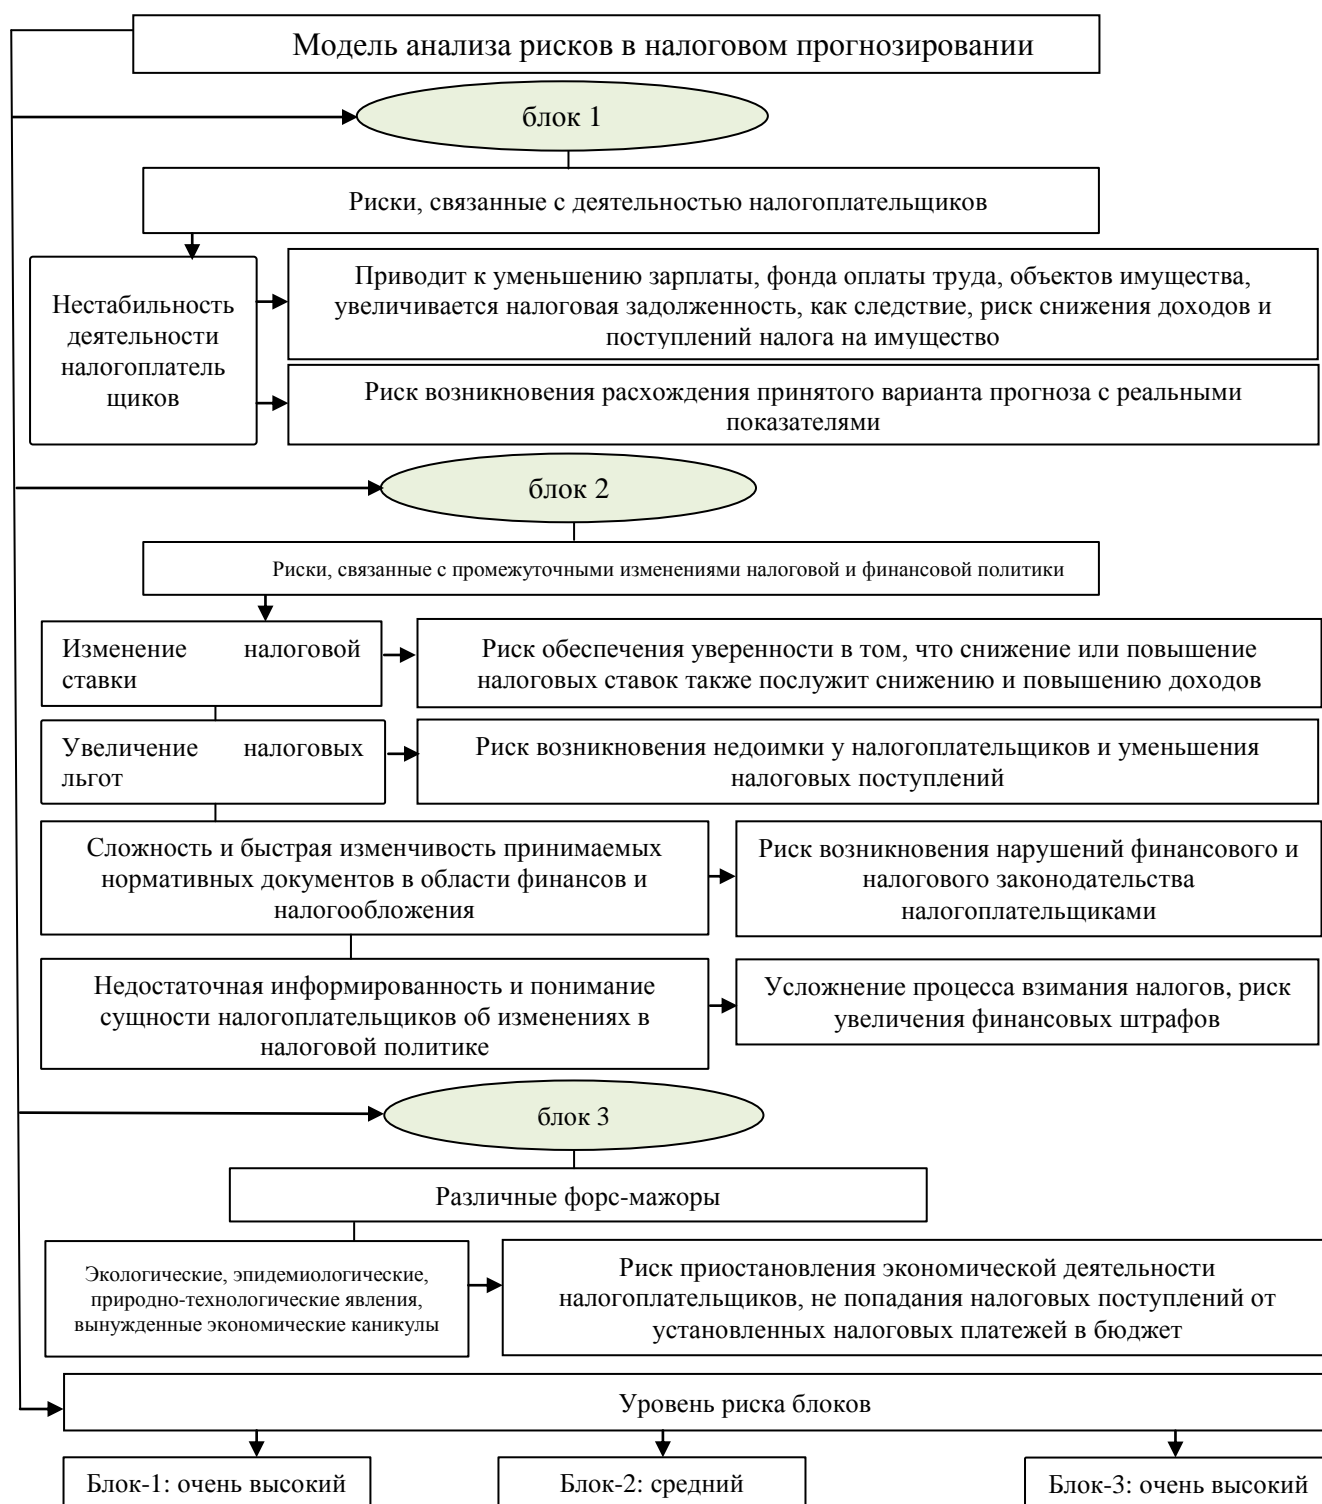 Модель анализа рисков в налоговом прогнозировании
блок 1
Риски, связанные с деятельностью налогоплательщиков
Нестабильность
деятельности
налогоплатель
щиков
Приводит к уменьшению зарплаты, фонда оплаты труда, объектов имущества,
увеличивается налоговая задолженность, как следствие, риск снижения доходов и
поступлений налога на имущество
Риск возникновения расхождения принятого варианта прогноза с реальными
показателями
блок 2
Риски, связанные с промежуточными изменениями налоговой и финансовой политики
Изменение налоговой
ставки
Риск обеспечения уверенности в том, что снижение или повышение
налоговых ставок также послужит снижению и повышению доходов
Увеличение налоговых
льгот
Риск возникновения недоимки у налогоплательщиков и уменьшения
налоговых поступлений
Сложность и быстрая изменчивость принимаемых
нормативных документов в области финансов и
налогообложения
Риск возникновения нарушений финансового и
налогового законодательства
налогоплательщиками
Недостаточная информированность и понимание
сущности налогоплательщиков об изменениях в
налоговой политике
Усложнение процесса взимания налогов, риск
увеличения финансовых штрафов
блок 3
Различные форс-мажоры
Экологические, эпидемиологические,
природно-технологические явления,
вынужденные экономические каникулы
Риск приостановления экономической деятельности
налогоплательщиков, не попадания налоговых поступлений от
установленных налоговых платежей в бюджет
Уровень риска блоков
Блок-1: очень высокий
Блок-2: средний
Блок-3: очень высокий